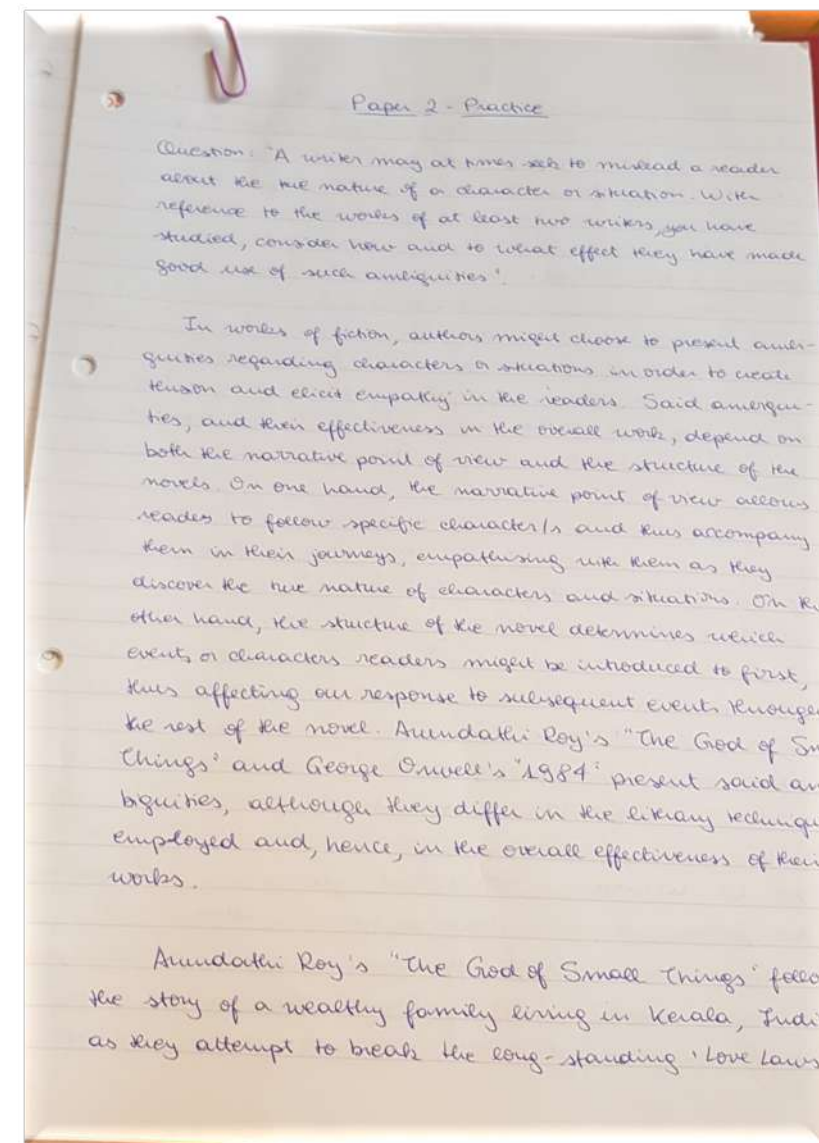 Paper 2 - Practice
Question: "A writer may at times seek to mislead a reader
about the true nature of a character or situation. With
reference to the works of at least two writers, you have
studied, consider how and to what effect they have made
good use of such ambiguities".
In works of fiction, authors might choose to present ambi-
guities regarding characters or situations in order to create
tension and elicit empathy in the readers. Said ambigui-
ties, and their effectiveness in the overall work, depend on
both the narrative point of view and the structure of the
novels. On one hand, the narrative point of view allows
readers to follow specific character/s and thus accompany
them in their journeys, empathising with them as they
discover the true nature of characters and situations. On the
other hand, the structure of the novel determines which
events or characters readers might be introduced to first,
thus affecting our response to subsequent events through
the rest of the novel. Arundathi Roy's "The God of Sm
Things" and George Orwell's "1984" present said am
biguities, although they differ in the literary techniqu
employed and, hence, in the overall effectiveness of their
works.
Arundathi Roy's "The God of Small Things" follo
the story of a wealthy family living in Kerala, Indi
as they attempt to break the long-standing 'Love Laws